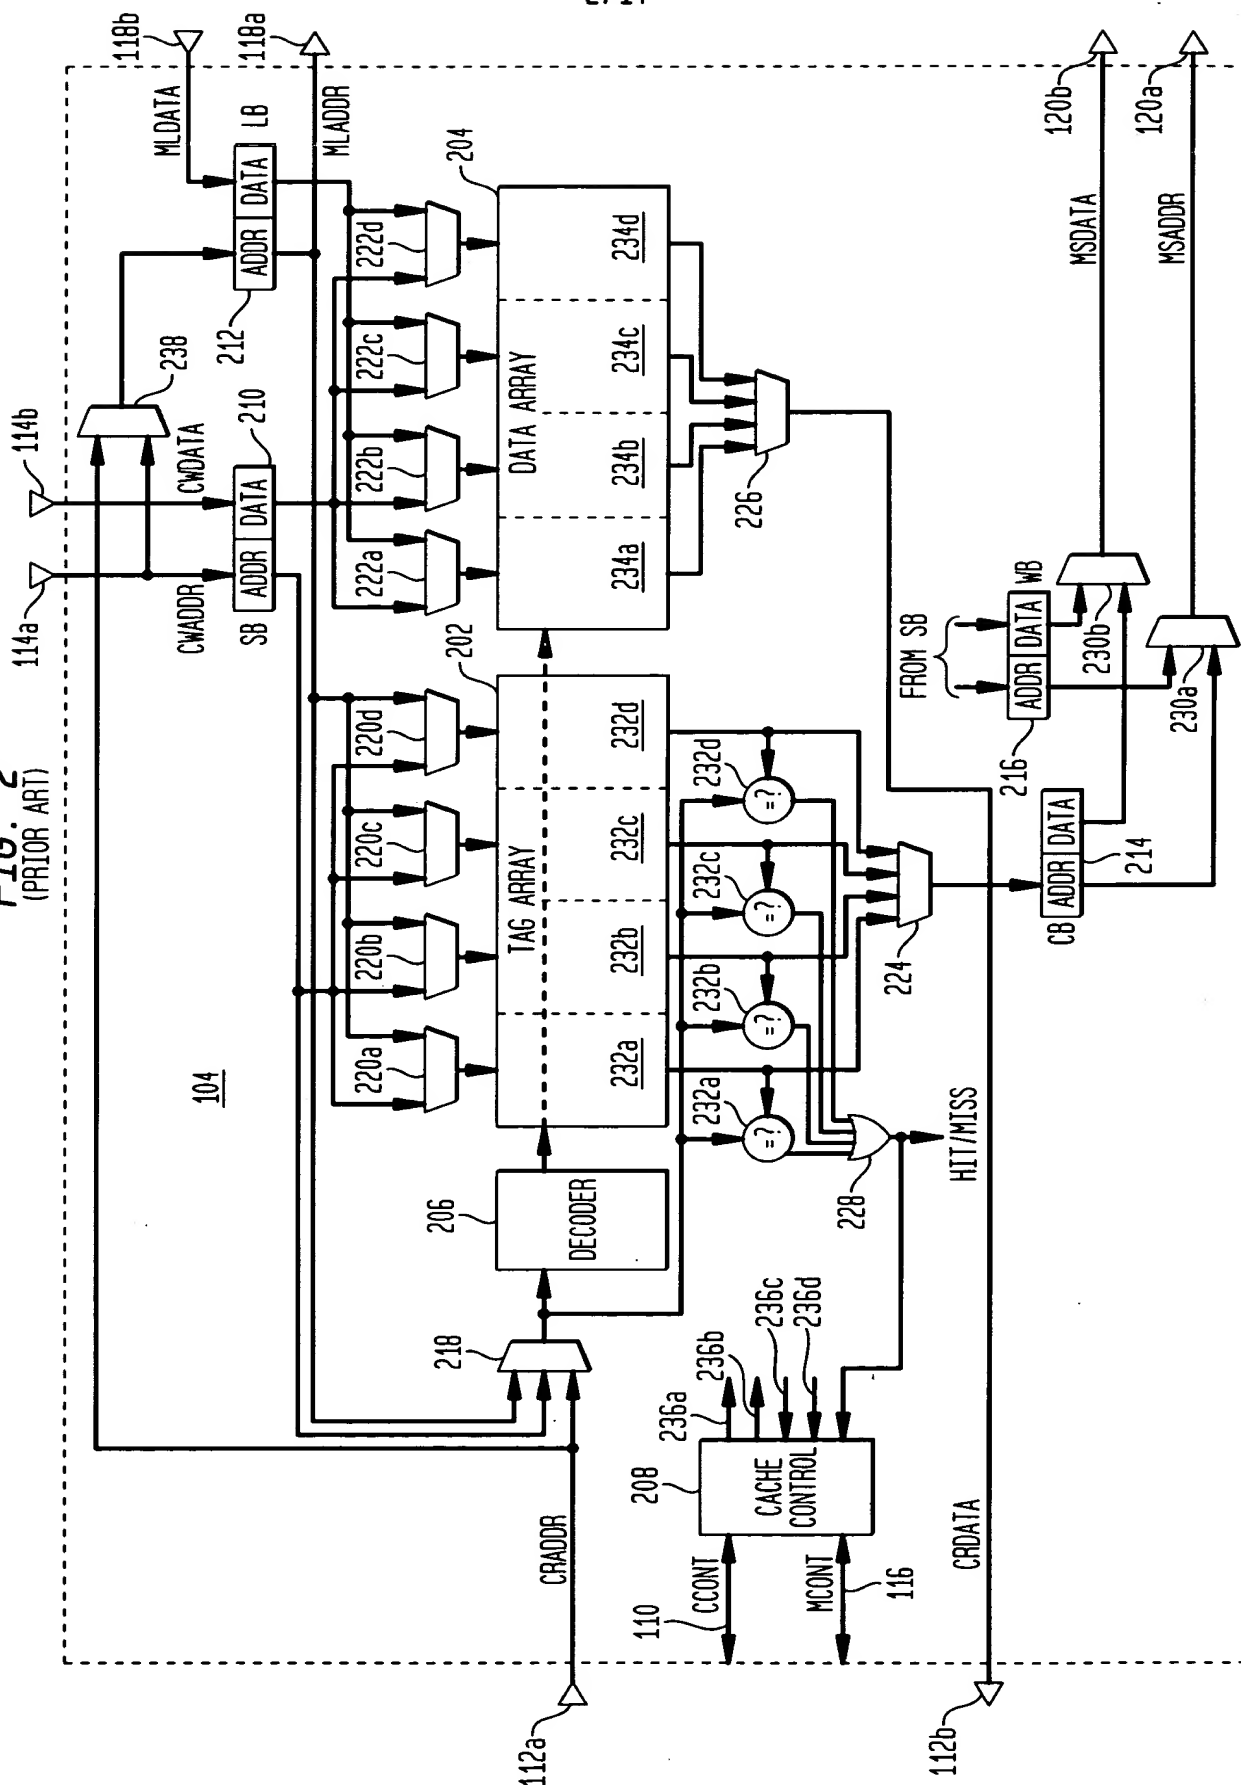 2/14
FIG. 2
(PRIOR ART)
104
114a
114b
118b
118a
CWADDR
CWDATA
MLDATA
MLADDR
238
SB
ADDR
DATA
210
212
ADDR
DATA
LB
220a
220b
220c
220d
222a
222b
222c
222d
112a
CRADDR
218
206
DECODER
TAG ARRAY
202
232a
232b
232c
232d
DATA ARRAY
204
234a
234b
234c
234d
232a
232b
232c
232d
=?
=?
=?
=?
226
224
228
HIT/MISS
110
CCONT
MCONT
116
208
CACHE
CONTROL
236a
236b
236c
236d
112b
CRDATA
CB
ADDR
DATA
214
216
FROM SB
ADDR
DATA
WB
230b
230a
MSDATA
MSADDR
120b
120a